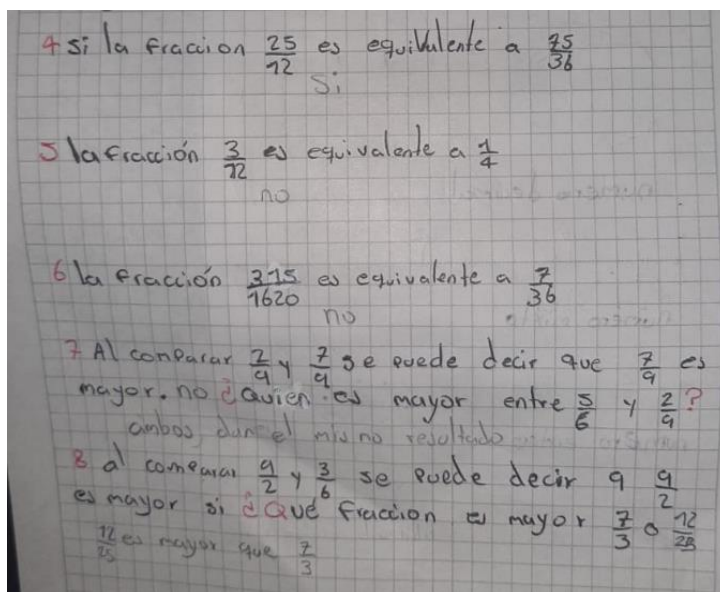 4 si la fracción 25/12 es equivalente a 75/36
si
5 la fracción 3/12 es equivalente a 1/4
no
6 la fracción 315/1620 es equivalente a 7/36
no
7 Al comparar 2/9 y 7/9 se puede decir que 7/9 es
mayor. no ¿Quien es mayor entre 5/6 y 2/9?
ambos dan el mismo resultado
8 al comparar 9/2 y 3/6 se puede decir q 9/2
es mayor si ¿Qué fraccion es mayor 7/3 o 12/25
12/25 es mayor que 7/3